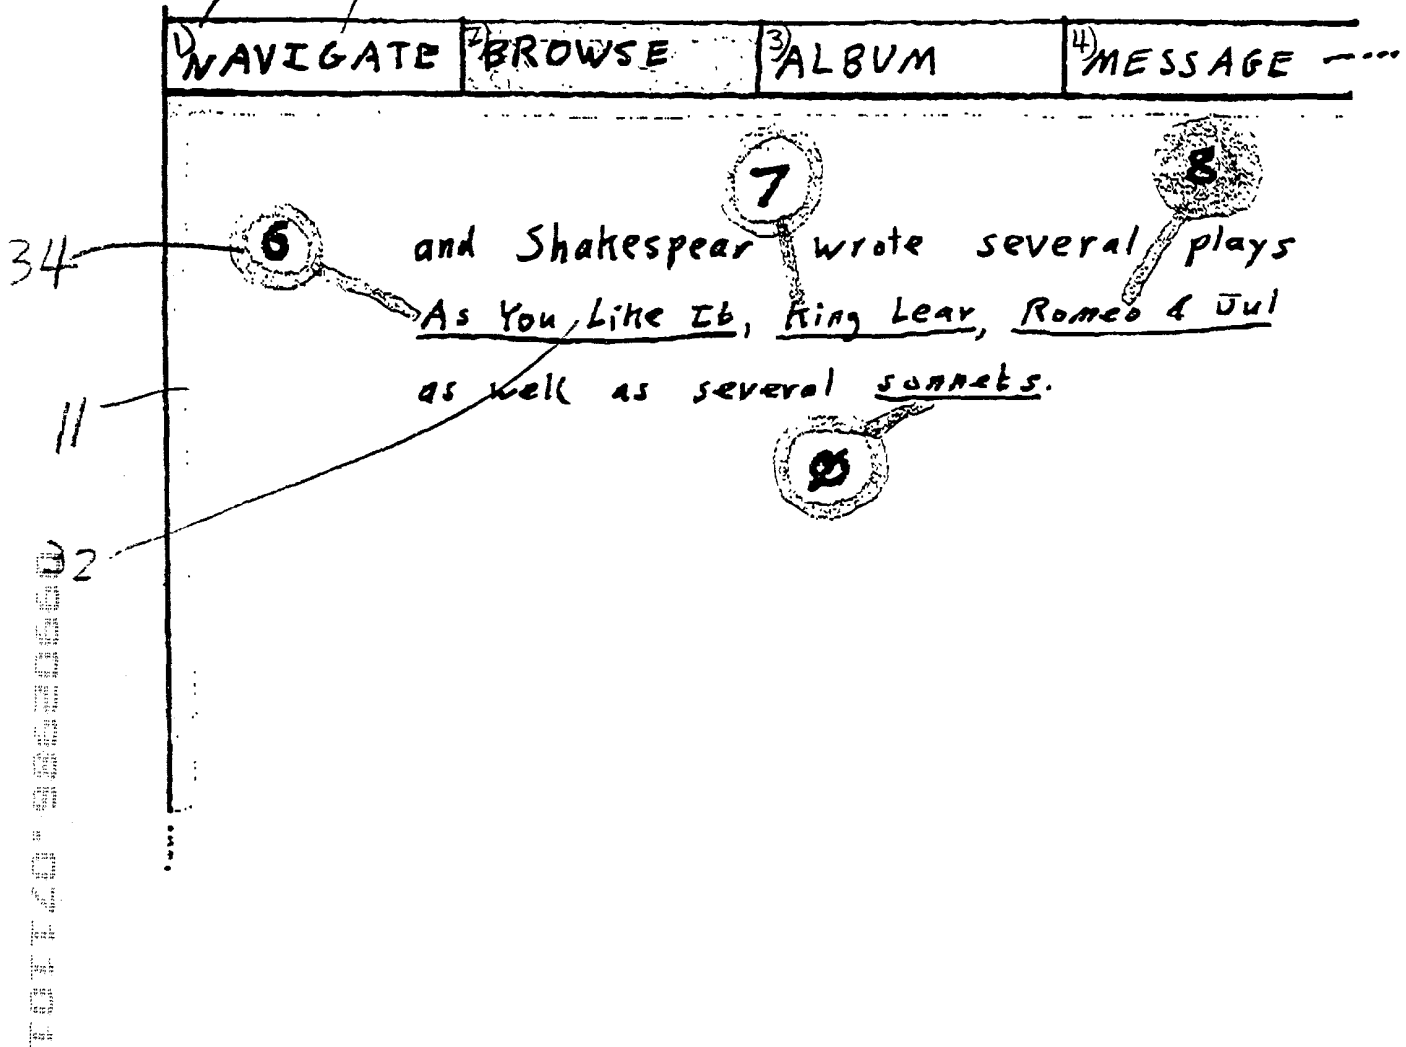 1) NAVIGATE 2) BROWSE 3) ALBUM 4) MESSAGE
7 8
34 6 and Shakespear wrote several plays
As You Like It, King Lear, Romeo & Jul
11 as well as several sonnets.
0
32